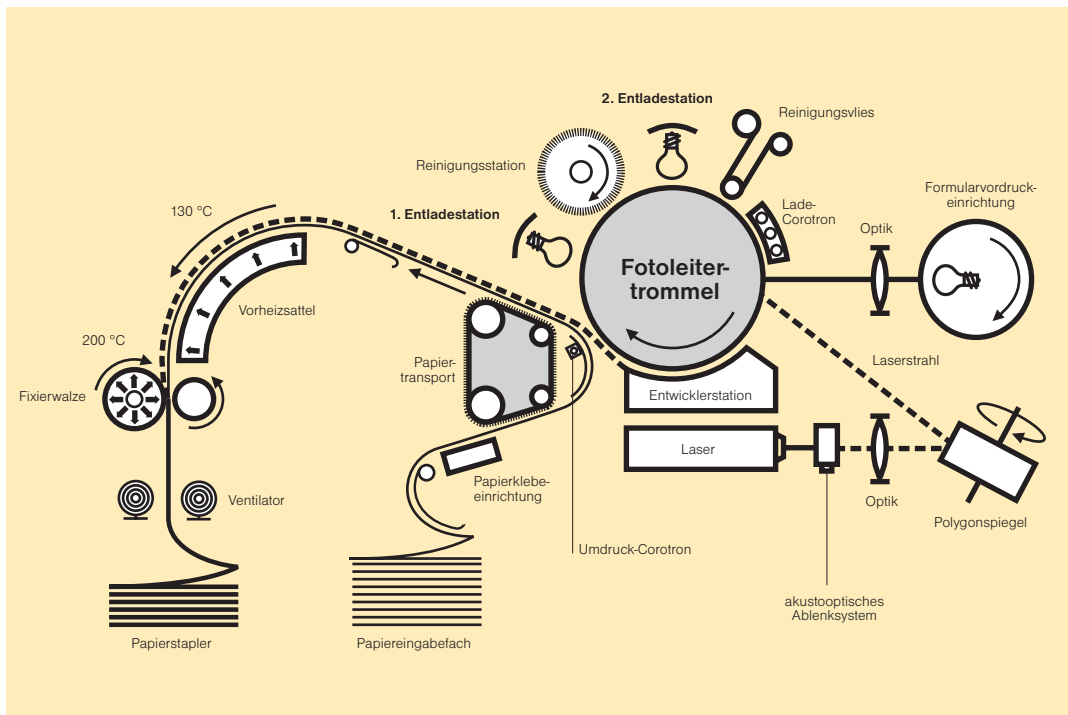 2. Entladestation
Reinigungsvlies
Reinigungsstation
Lade-
Corotron
Formularvordruck-
einrichtung
130 °C
1. Entladestation
Optik
Fotoleiter-
trommel
Vorheizsattel
200 °C
Papier-
transport
Laserstrahl
Fixierwalze
Entwicklerstation
Laser
Papierklebe-
einrichtung
Ventilator
Optik
Polygonspiegel
Umdruck-Corotron
akustooptisches
Ablenksystem
Papierstapler
Papiereingabefach